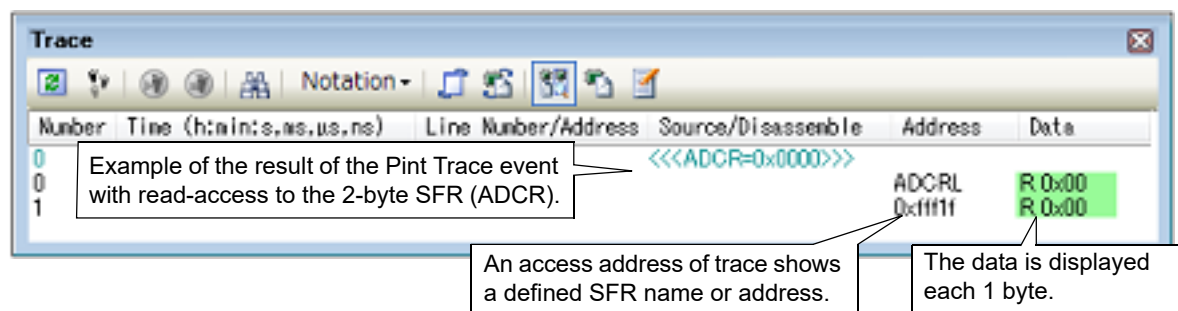 Trace
Notation
Number Time (h:min:s,ms,µs,ns) Line Number/Address Source/Disassemble Address Data
0 <<<ADCR=0x0000>>>
Example of the result of the Pint Trace event
with read-access to the 2-byte SFR (ADCR).
0 ADCRL R 0x00
1 0xfff1f R 0x00
An access address of trace shows
a defined SFR name or address.
The data is displayed
each 1 byte.